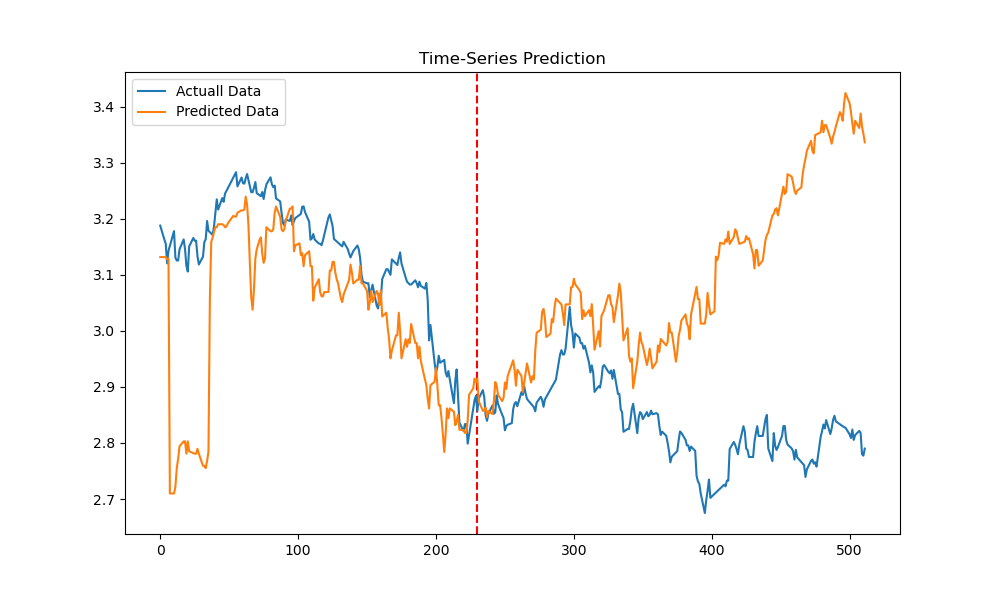 Time-Series Prediction
Actuall Data
Predicted Data
3.4
3.3
3.2
3.1
3.0
2.9
2.8
2.7
0 100 200 300 400 500